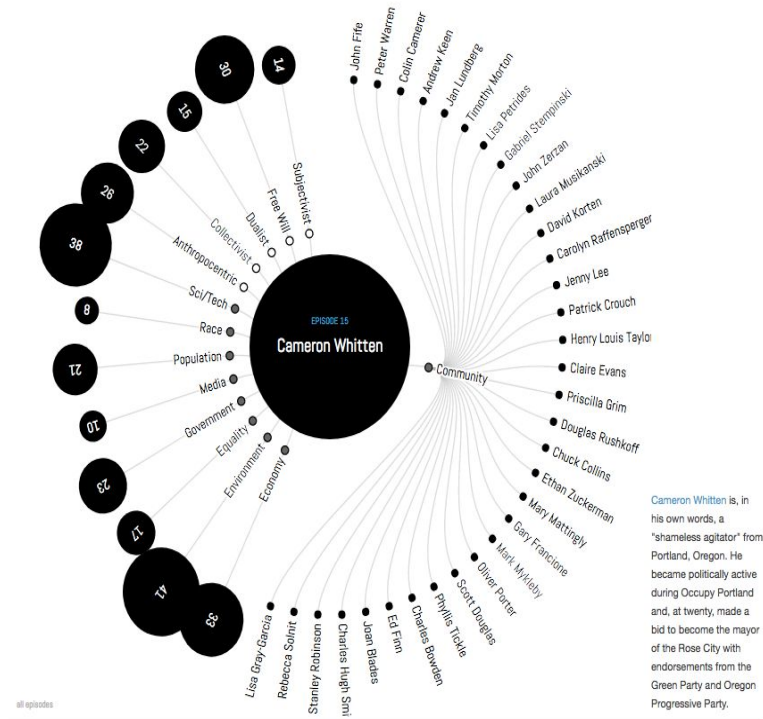 14
30
15
22
26
38
8
21
10
23
17
41
33
Subjectivist
Free Will
Dualist
Collectivist
Anthropocentric
Sci/Tech
Race
Population
Media
Government
Equality
Environment
Economy
EPISODE 15
Cameron Whitten
Community
John Fife
Peter Warren
Colin Camerer
Andrew Keen
Jan Lundberg
Timothy Morton
Lisa Petrides
Gabriel Stempinski
John Zerzan
Laura Musikanski
David Korten
Carolyn Raffensperger
Jenny Lee
Patrick Crouch
Henry Louis Taylo
Claire Evans
Priscilla Grim
Douglas Rushkoff
Chuck Collins
Ethan Zuckerman
Mary Mattingly
Gary Francione
Mark Mykleby
Oliver Porter
Scott Douglas
Phyllis Tickle
Charles Bowden
Ed Finn
Joan Blades
Charles Hugh Smi
Stanley Robinson
Rebecca Solnit
Lisa Gray-Garcia
Cameron Whitten is, in
his own words, a
"shameless agitator" from
Portland, Oregon. He
became politically active
during Occupy Portland
and, at twenty, made a
bid to become the mayor
of the Rose City with
endorsements from the
Green Party and Oregon
Progressive Party.
all episodes